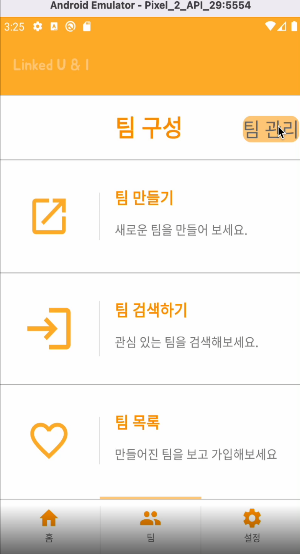 Android Emulator - Pixel_2_API_29:5554
3:25
Linked U & I
팀 구성
팀 관리
팀 만들기
새로운 팀을 만들어 보세요.
팀 검색하기
관심 있는 팀을 검색해보세요.
팀 목록
만들어진 팀을 보고 가입해보세요
홈
팀
설정